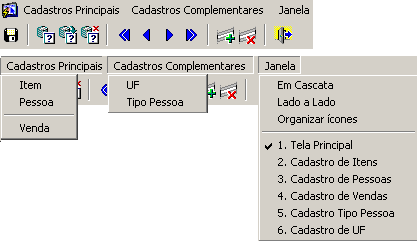 Cadastros Principais Cadastros Complementares Janela
Cadastros Principais Cadastros Complementares Janela
Item
Pessoa
Venda
UF
Tipo Pessoa
Em Cascata
Lado a Lado
Organizar ícones
1. Tela Principal
2. Cadastro de Itens
3. Cadastro de Pessoas
4. Cadastro de Vendas
5. Cadastro Tipo Pessoa
6. Cadastro de UF